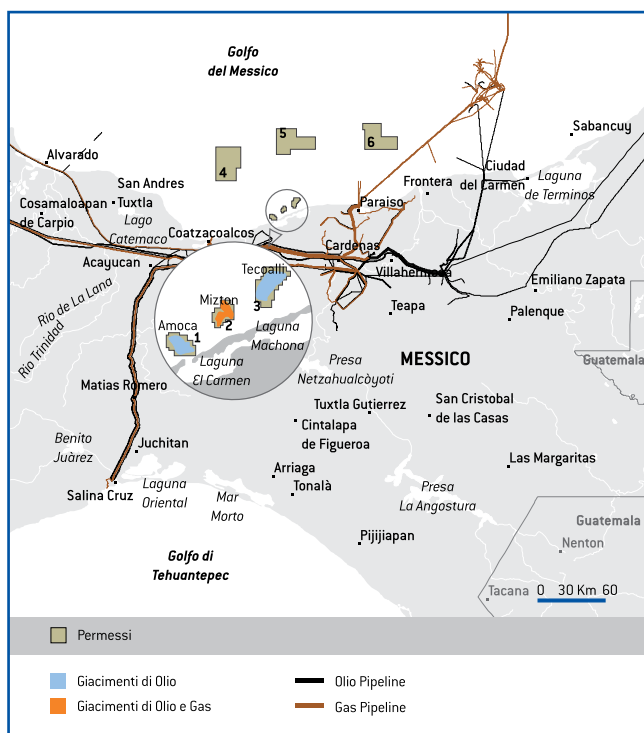 Golfo
del Messico
Sabancuy
5
6
Alvarado
4
Ciudad
del Carmen
Laguna
de Terminos
San Andres
Tuxtla
Frontera
Cosamaloapan
de Carpio
Lago
Catemaco
Paraiso
Coatzacoalcos
Cardenas
Acayucan
Tecoalli
Villahermosa
Emiliano Zapata
Rio de La Lana
Mizton
3
Teapa
Palenque
Amoca
1
2
Laguna
Machona
Rio Trinidad
Laguna
El Carmen
Presa
Netzahualcòyoti
MESSICO
Guatemala
Matias Romero
Tuxtla Gutierrez
San Cristobal
de las Casas
Cintalapa
de Figueroa
Benito
Juàrez
Juchitan
Las Margaritas
Arriaga
Salina Cruz
Laguna
Oriental
Tonalà
Mar
Morto
Presa
La Angostura
Guatemala
Pijijiapan
Nenton
Golfo di
Tehuantepec
Tacana
0 30 Km 60
Permessi
Giacimenti di Olio
Olio Pipeline
Giacimenti di Olio e Gas
Gas Pipeline